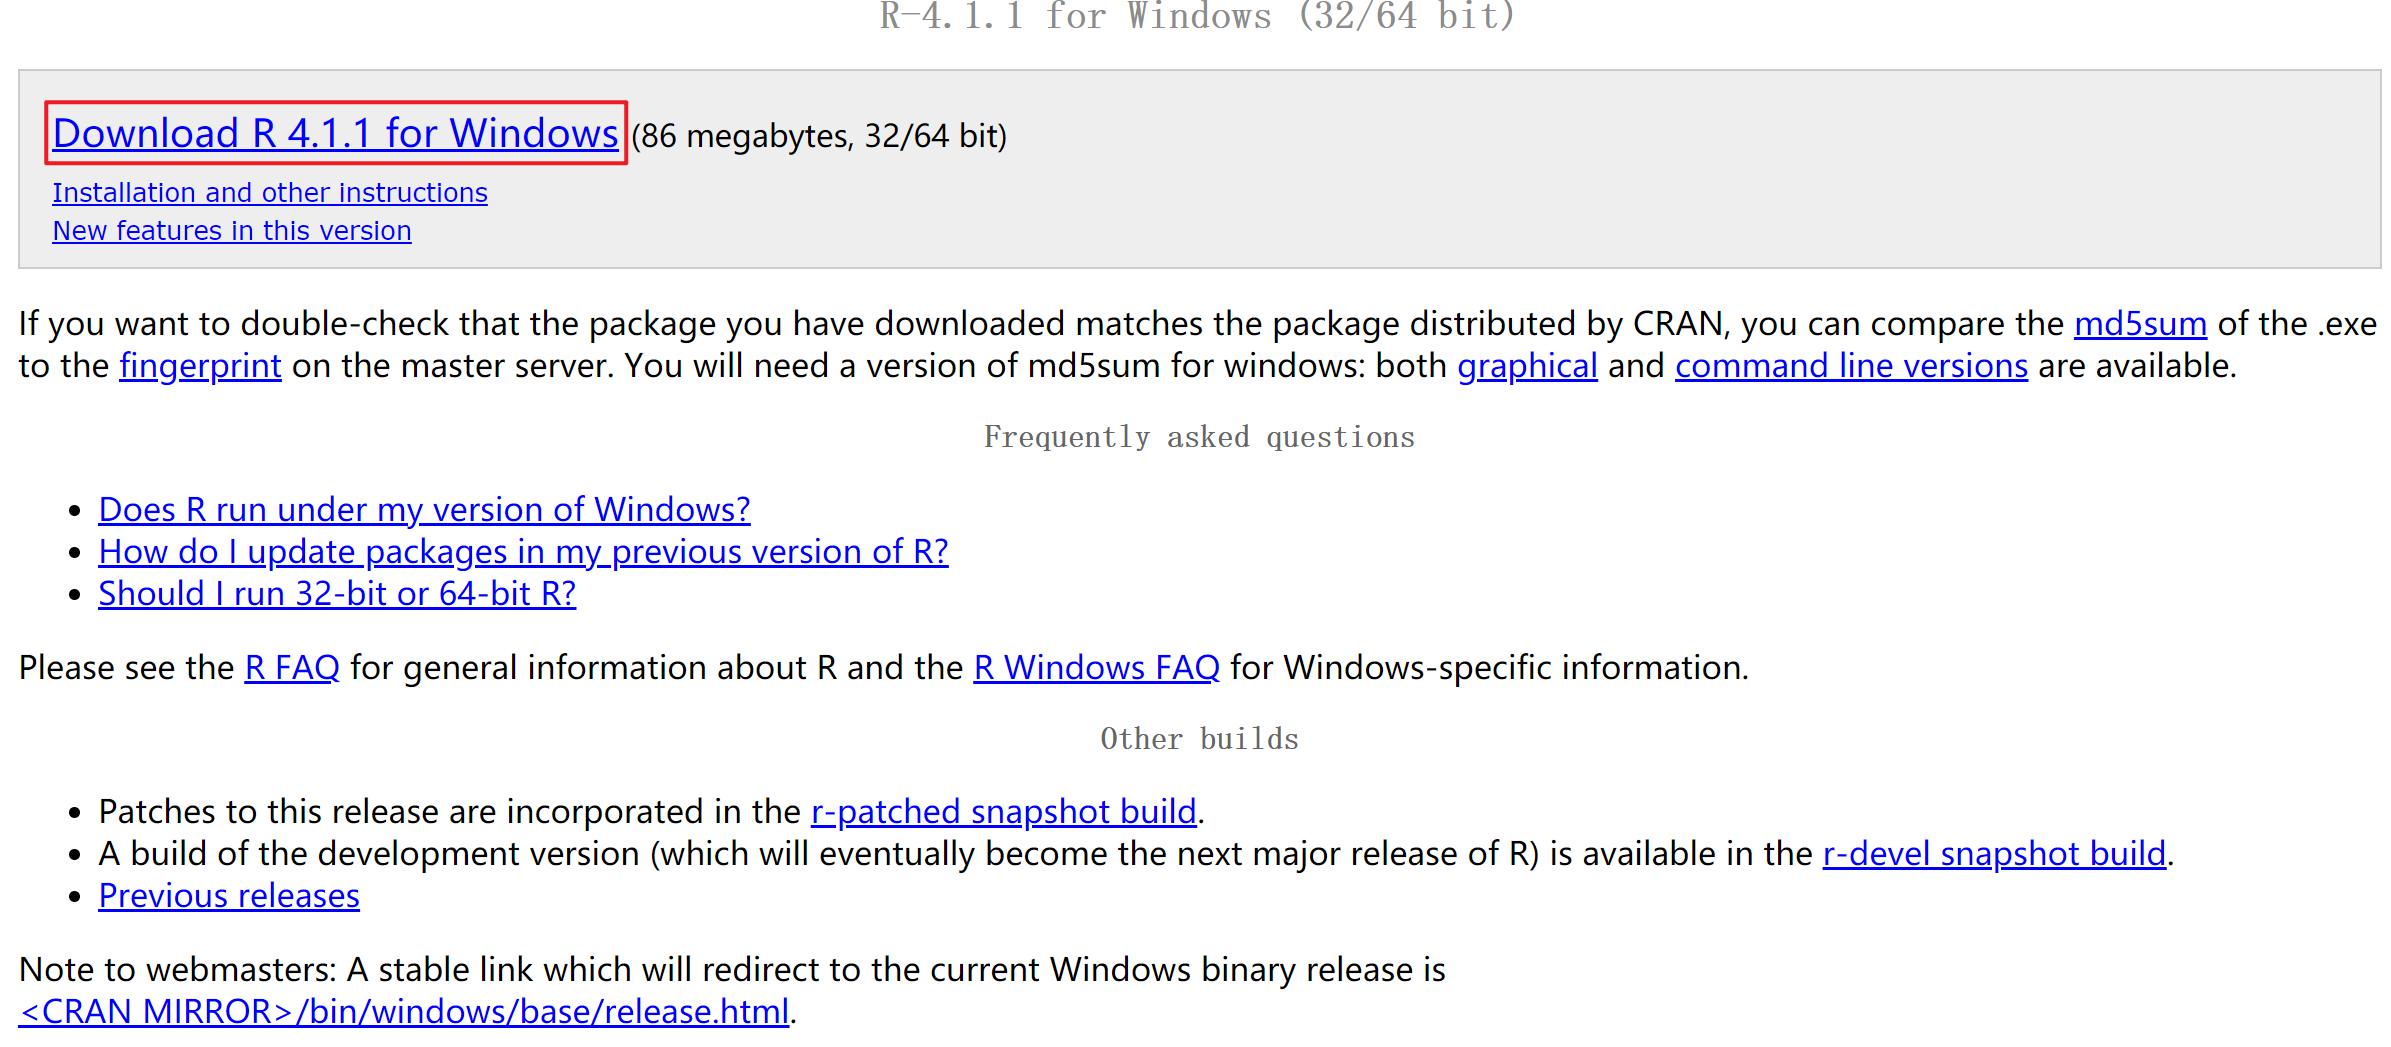 R-4.1.1 for Windows (32/64 bit)
Download R 4.1.1 for Windows (86 megabytes, 32/64 bit)
Installation and other instructions
New features in this version
If you want to double-check that the package you have downloaded matches the package distributed by CRAN, you can compare the md5sum of the .exe
to the fingerprint on the master server. You will need a version of md5sum for windows: both graphical and command line versions are available.
Frequently asked questions
• Does R run under my version of Windows?
• How do I update packages in my previous version of R?
• Should I run 32-bit or 64-bit R?
Please see the R FAQ for general information about R and the R Windows FAQ for Windows-specific information.
Other builds
• Patches to this release are incorporated in the r-patched snapshot build.
• A build of the development version (which will eventually become the next major release of R) is available in the r-devel snapshot build.
• Previous releases
Note to webmasters: A stable link which will redirect to the current Windows binary release is
<CRAN MIRROR>/bin/windows/base/release.html.